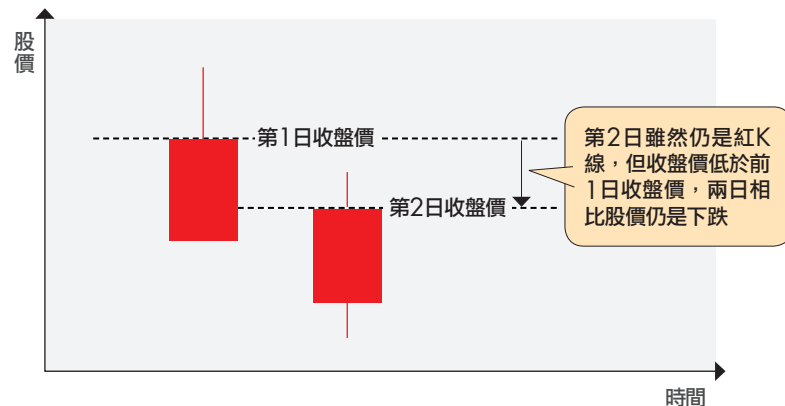 股價
第1日收盤價
第2日收盤價
第2日雖然仍是紅K
線，但收盤價低於前
1日收盤價，兩日相
比股價仍是下跌
時間